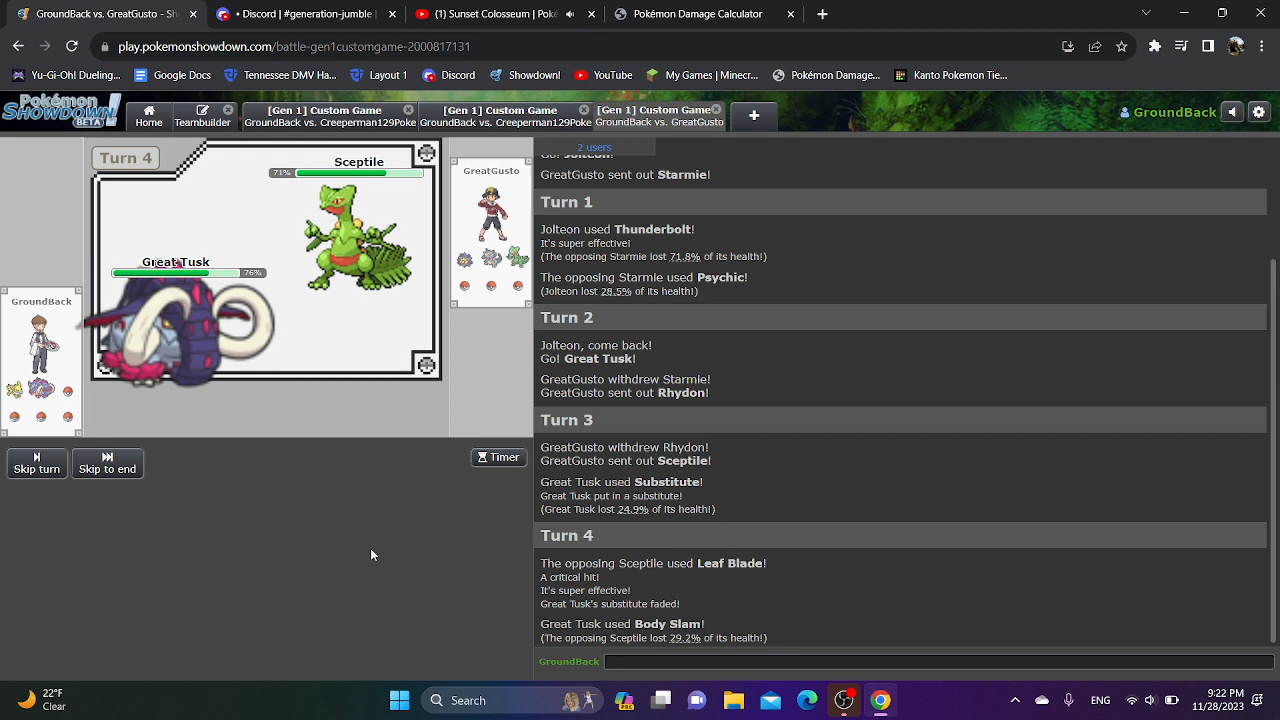 GroundBack vs. GreatGusto - Sh
Discord | #generation-jumble |
(1) Sunset Colosseum | Poké
Pokémon Damage Calculator
play.pokemonshowdown.com/battle-gen1customgame-2000817131
Yu-Gi-Oh! Dueling...
Google Docs
Tennessee DMV Ha...
Layout 1
Discord
Showdown!
YouTube
My Games | Minecr...
Pokémon Damage...
Kanto Pokemon Tie...
Pokémon
SHOWDOWN!
BETA
Home
Teambuilder
[Gen 1] Custom Game
GroundBack vs. Creeperman129Poke
[Gen 1] Custom Game
GroundBack vs. Creeperman129Poke
[Gen 1] Custom Game
GroundBack vs. GreatGusto
GroundBack
Turn 4
Sceptile
71%
GreatGusto
Great Tusk
76%
GroundBack
Skip turn
Skip to end
Timer
2 users
Go! Jolteon!
GreatGusto sent out Starmie!
Turn 1
Jolteon used Thunderbolt!
It's super effective!
(The opposing Starmie lost 71.8% of its health!)
The opposing Starmie used Psychic!
(Jolteon lost 28.5% of its health!)
Turn 2
Jolteon, come back!
Go! Great Tusk!
GreatGusto withdrew Starmie!
GreatGusto sent out Rhydon!
Turn 3
GreatGusto withdrew Rhydon!
GreatGusto sent out Sceptile!
Great Tusk used Substitute!
Great Tusk put in a substitute!
(Great Tusk lost 24.9% of its health!)
Turn 4
The opposing Sceptile used Leaf Blade!
A critical hit!
It's super effective!
Great Tusk's substitute faded!
Great Tusk used Body Slam!
(The opposing Sceptile lost 29.2% of its health!)
GroundBack
22°F
Clear
Search
ENG
9:22 PM
11/28/2023